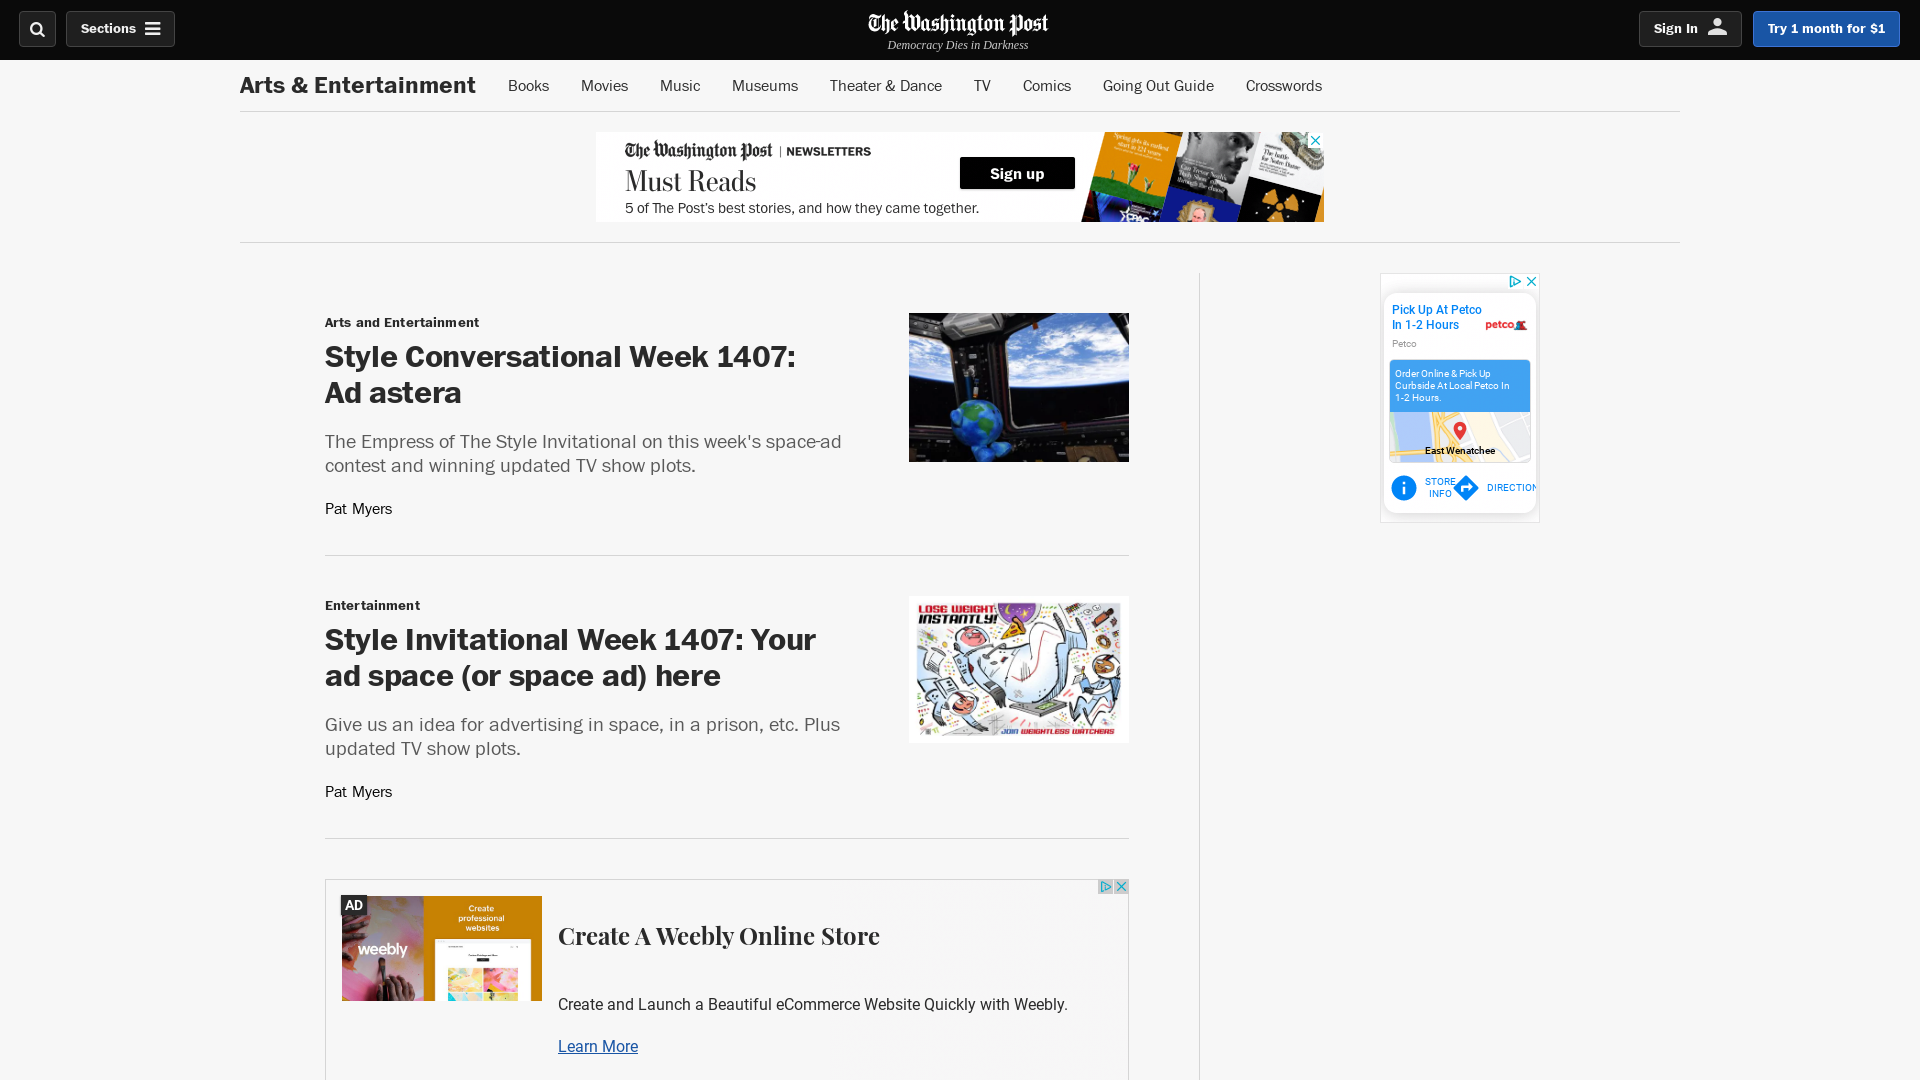 Sections
The Washington Post
Democracy Dies in Darkness
Sign In
Try 1 month for $1
Arts & Entertainment
Books
Movies
Music
Museums
Theater & Dance
TV
Comics
Going Out Guide
Crosswords
The Washington Post | NEWSLETTERS
Must Reads
5 of The Post's best stories, and how they came together.
Sign up
Arts and Entertainment
Style Conversational Week 1407:
Ad astera
The Empress of The Style Invitational on this week's space-ad
contest and winning updated TV show plots.
Pat Myers
Entertainment
Style Invitational Week 1407: Your
ad space (or space ad) here
Give us an idea for advertising in space, in a prison, etc. Plus
updated TV show plots.
Pat Myers
LOSE WEIGHT
INSTANTLY!
JOIN WEIGHTLESS WATCHERS
AD
weebly
Create
professional
websites
Create A Weebly Online Store
Create and Launch a Beautiful eCommerce Website Quickly with Weebly.
Learn More
Pick Up At Petco
In 1-2 Hours
petco
Petco
Order Online & Pick Up
Curbside At Local Petco In
1-2 Hours.
East Wenatchee
STORE
INFO
DIRECTION